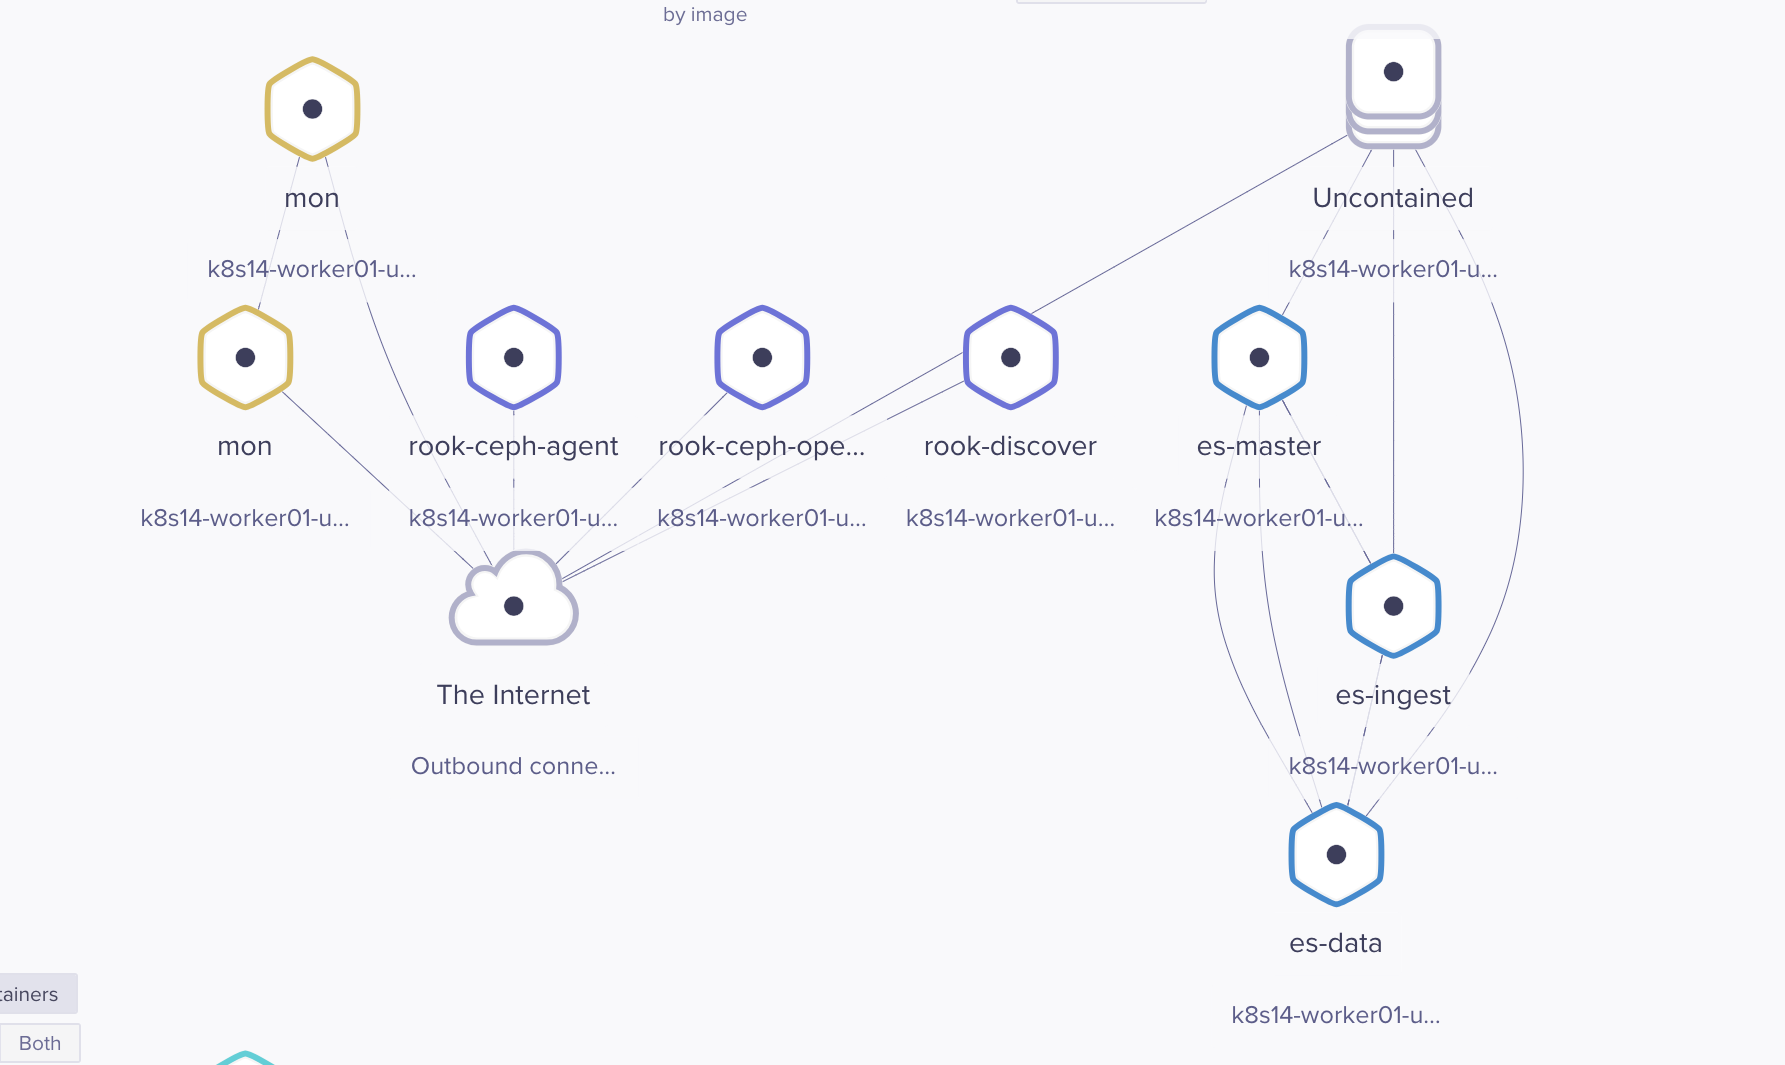 by image
mon
k8s14-worker01-u...
Uncontained
k8s14-worker01-u...
mon
k8s14-worker01-u...
rook-ceph-agent
k8s14-worker01-u...
rook-ceph-ope...
k8s14-worker01-u...
rook-discover
k8s14-worker01-u...
es-master
k8s14-worker01-u...
The Internet
Outbound conne...
es-ingest
k8s14-worker01-u...
es-data
k8s14-worker01-u...
tainers
Both